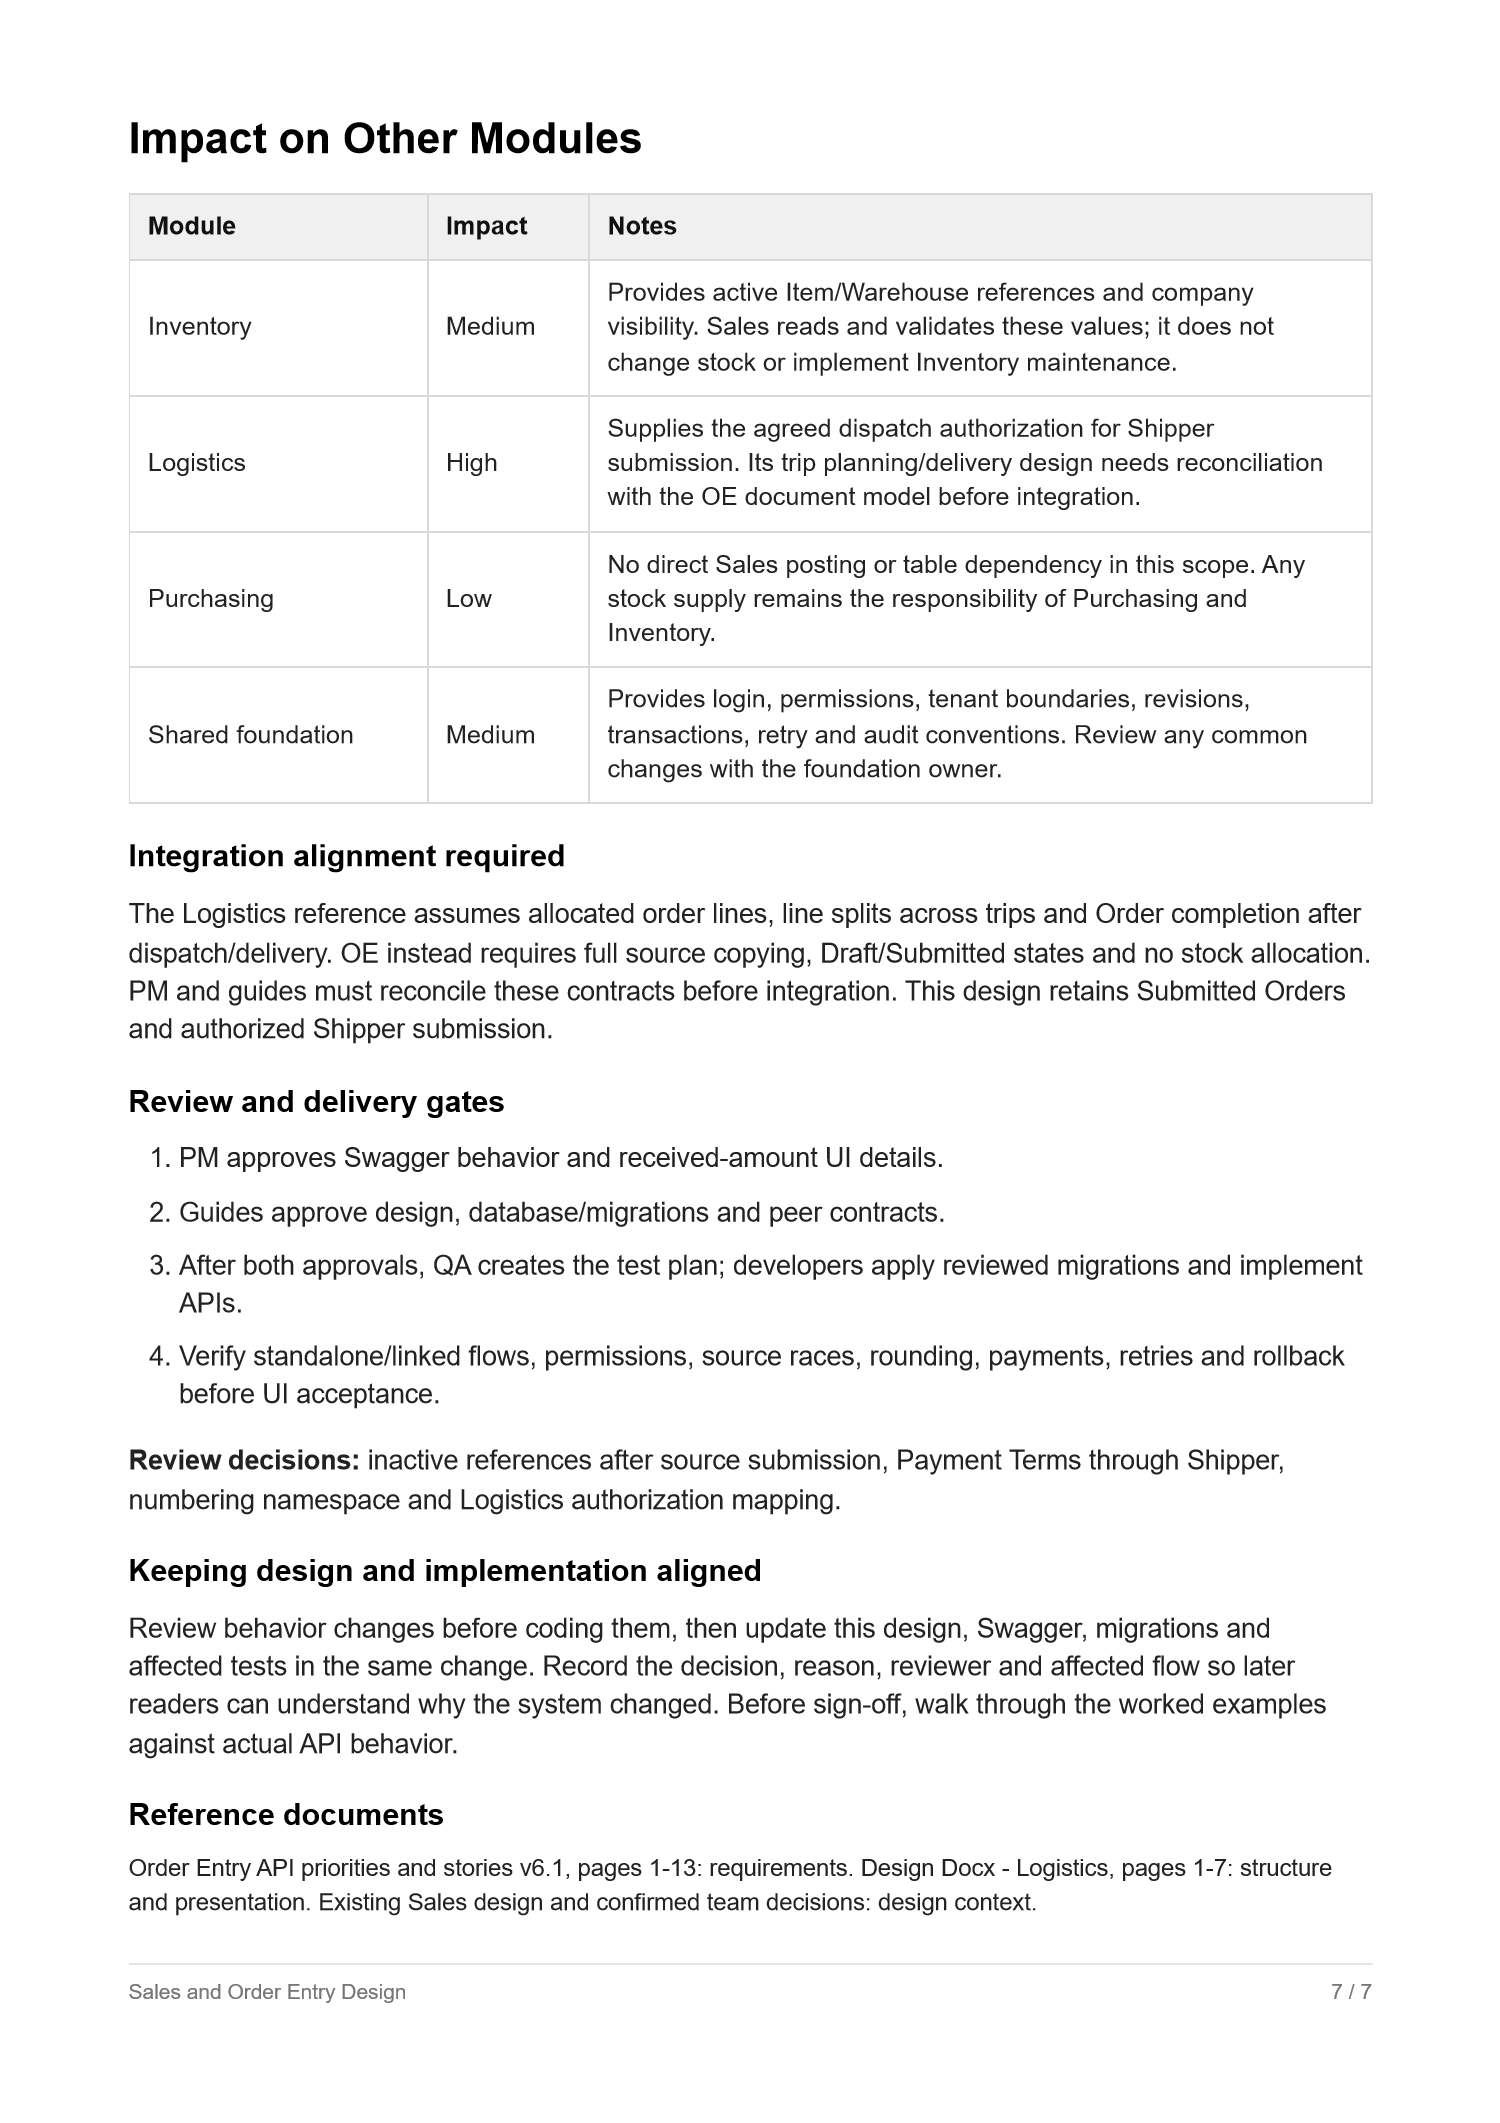 Impact on Other Modules
Module Impact Notes
Inventory Medium Provides active Item/Warehouse references and company
visibility. Sales reads and validates these values; it does not
change stock or implement Inventory maintenance.
Logistics High Supplies the agreed dispatch authorization for Shipper
submission. Its trip planning/delivery design needs reconciliation
with the OE document model before integration.
Purchasing Low No direct Sales posting or table dependency in this scope. Any
stock supply remains the responsibility of Purchasing and
Inventory.
Shared foundation Medium Provides login, permissions, tenant boundaries, revisions,
transactions, retry and audit conventions. Review any common
changes with the foundation owner.
Integration alignment required
The Logistics reference assumes allocated order lines, line splits across trips and Order completion after
dispatch/delivery. OE instead requires full source copying, Draft/Submitted states and no stock allocation.
PM and guides must reconcile these contracts before integration. This design retains Submitted Orders
and authorized Shipper submission.
Review and delivery gates
1. PM approves Swagger behavior and received-amount UI details.
2. Guides approve design, database/migrations and peer contracts.
3. After both approvals, QA creates the test plan; developers apply reviewed migrations and implement
APIs.
4. Verify standalone/linked flows, permissions, source races, rounding, payments, retries and rollback
before UI acceptance.
Review decisions: inactive references after source submission, Payment Terms through Shipper,
numbering namespace and Logistics authorization mapping.
Keeping design and implementation aligned
Review behavior changes before coding them, then update this design, Swagger, migrations and
affected tests in the same change. Record the decision, reason, reviewer and affected flow so later
readers can understand why the system changed. Before sign-off, walk through the worked examples
against actual API behavior.
Reference documents
Order Entry API priorities and stories v6.1, pages 1-13: requirements. Design Docx - Logistics, pages 1-7: structure
and presentation. Existing Sales design and confirmed team decisions: design context.
Sales and Order Entry Design 7 / 7